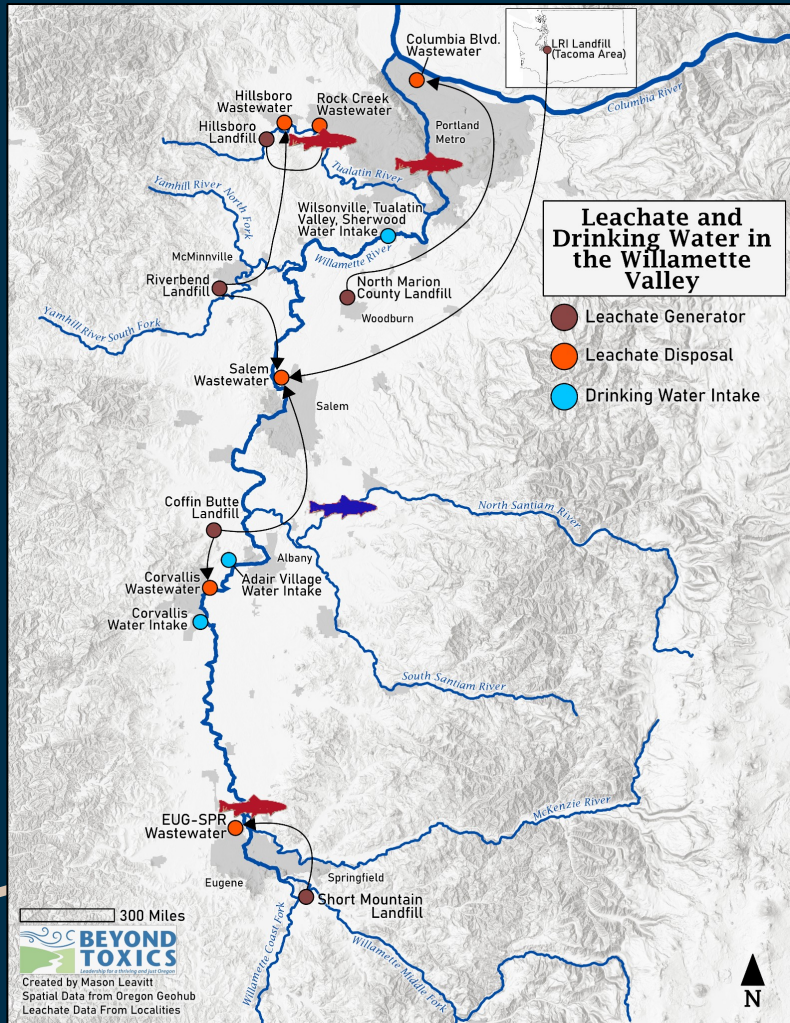 Columbia Blvd.
Wastewater
LRI Landfill
(Tacoma Area)
Columbia River
Hillsboro
Wastewater
Rock Creek
Wastewater
Hillsboro
Landfill
Portland
Metro
Tualatin River
Yamhill River North Fork
Wilsonville, Tualatin
Valley, Sherwood
Water Intake
Willamette River
Leachate and
Drinking Water in
the Willamette
Valley
McMinnville
Riverbend
Landfill
North Marion
County Landfill
Woodburn
Yamhill River South Fork
Leachate Generator
Leachate Disposal
Drinking Water Intake
Salem
Wastewater
Salem
Coffin Butte
Landfill
North Santiam River
Albany
Corvallis
Wastewater
Adair Village
Water Intake
Corvallis
Water Intake
South Santiam River
McKenzie River
EUG-SPR
Wastewater
Eugene
Springfield
Short Mountain
Landfill
Willamette Coast Fork
Willamette Middle Fork
300 Miles
BEYOND
TOXICS
Leadership for a thriving and just Oregon
Created by Mason Leavitt
Spatial Data from Oregon Geohub
Leachate Data From Localities
N